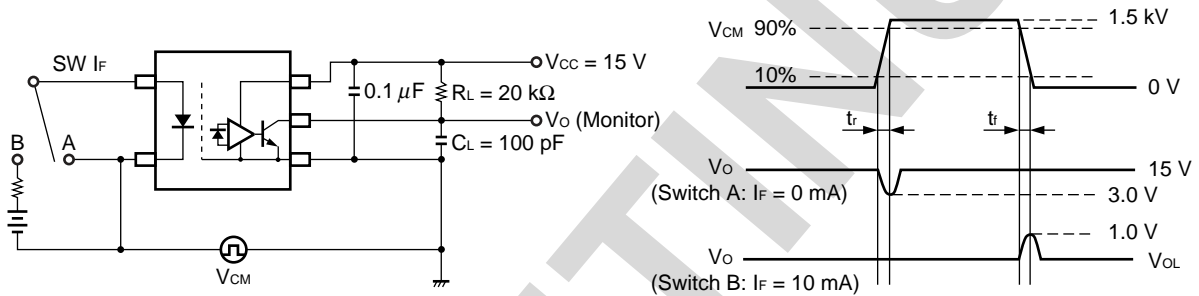 SW IF
A
B
VCC = 15 V
0.1 μF
RL = 20 kΩ
VO (Monitor)
CL = 100 pF
VCM
VCM 90%
10%
1.5 kV
0 V
tr
tf
VO
(Switch A: IF = 0 mA)
15 V
3.0 V
1.0 V
VO
(Switch B: IF = 10 mA)
VOL